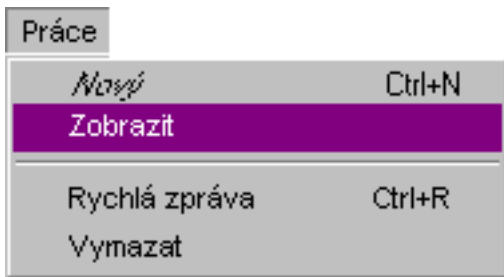 Práce
Nový Ctrl+N
Zobrazit
Rychlá zpráva Ctrl+R
Vymazat